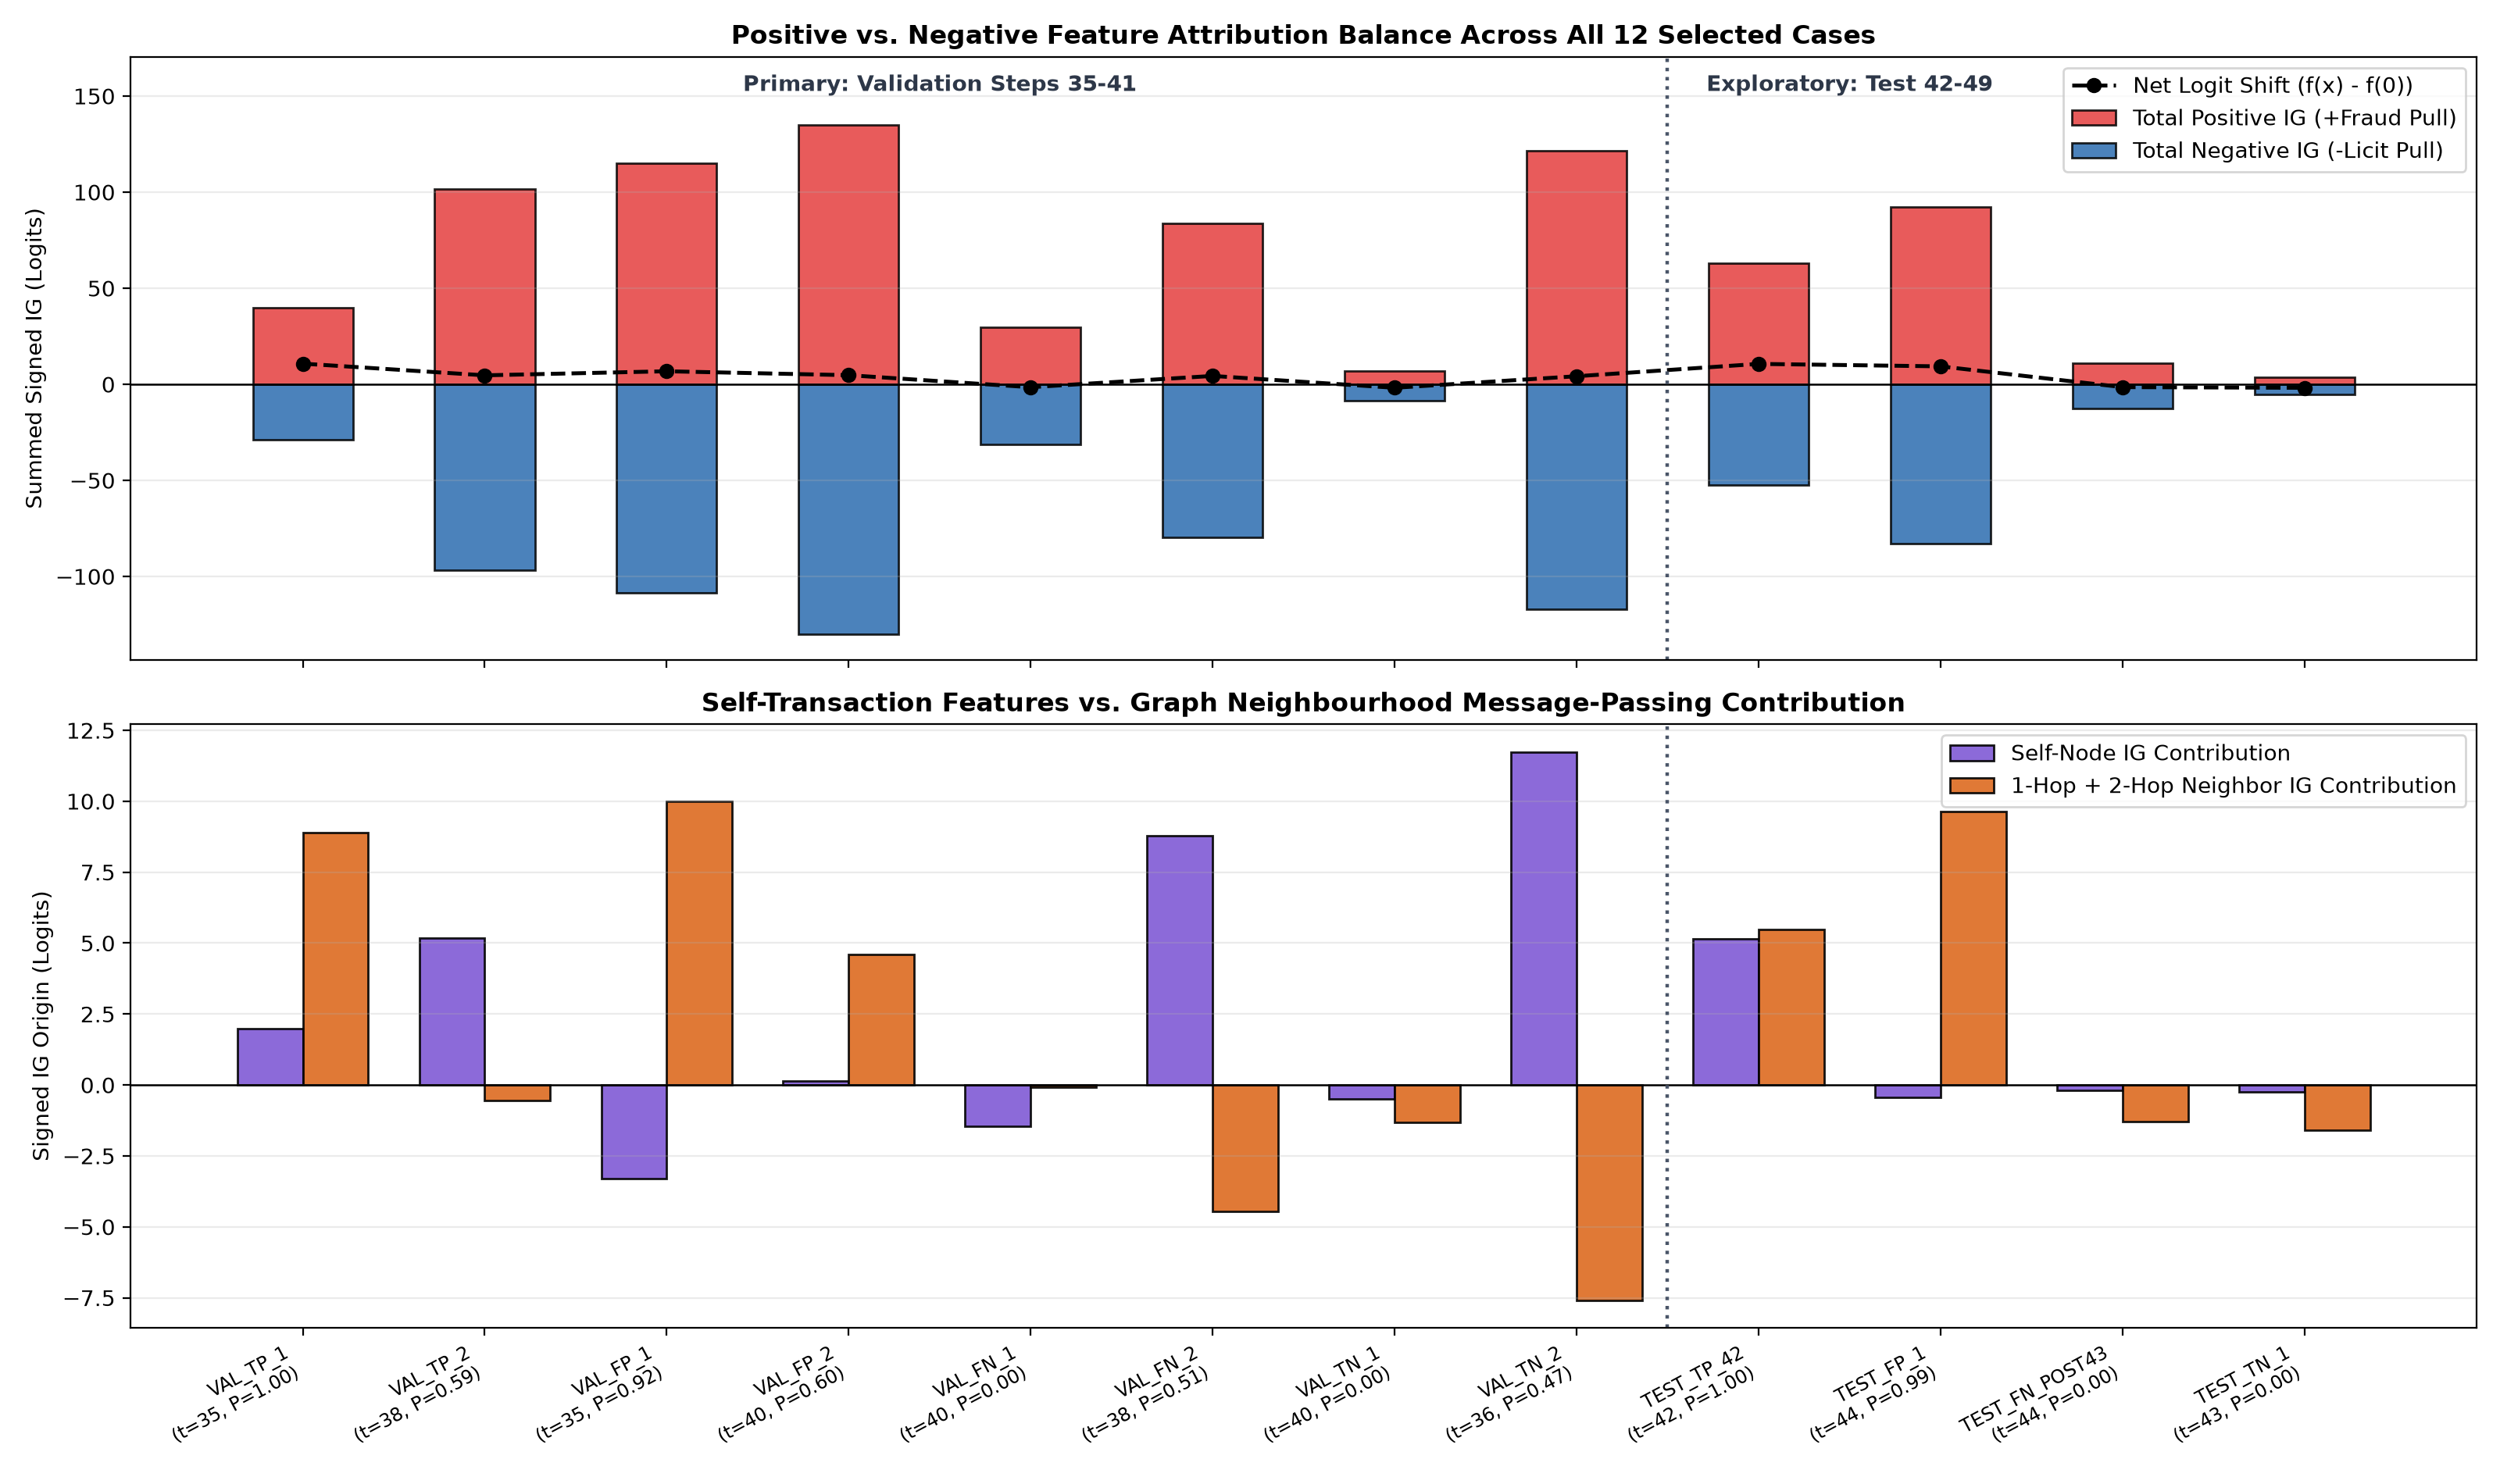 Positive vs. Negative Feature Attribution Balance Across All 12 Selected Cases
Primary: Validation Steps 35-41
Exploratory: Test 42-49
Net Logit Shift (f(x) - f(0))
Total Positive IG (+Fraud Pull)
Total Negative IG (-Licit Pull)
Summed Signed IG (Logits)
150
100
50
0
−50
−100
Self-Transaction Features vs. Graph Neighbourhood Message-Passing Contribution
Self-Node IG Contribution
1-Hop + 2-Hop Neighbor IG Contribution
Signed IG Origin (Logits)
12.5
10.0
7.5
5.0
2.5
0.0
−2.5
−5.0
−7.5
VAL_TP_1
(t=35, P=1.00)
VAL_TP_2
(t=38, P=0.59)
VAL_FP_1
(t=35, P=0.92)
VAL_FP_2
(t=40, P=0.60)
VAL_FN_1
(t=40, P=0.00)
VAL_FN_2
(t=38, P=0.51)
VAL_TN_1
(t=40, P=0.00)
VAL_TN_2
(t=36, P=0.47)
TEST_TP_42
(t=42, P=1.00)
TEST_FP_1
(t=44, P=0.99)
TEST_FN_POST43
(t=44, P=0.00)
TEST_TN_1
(t=43, P=0.00)